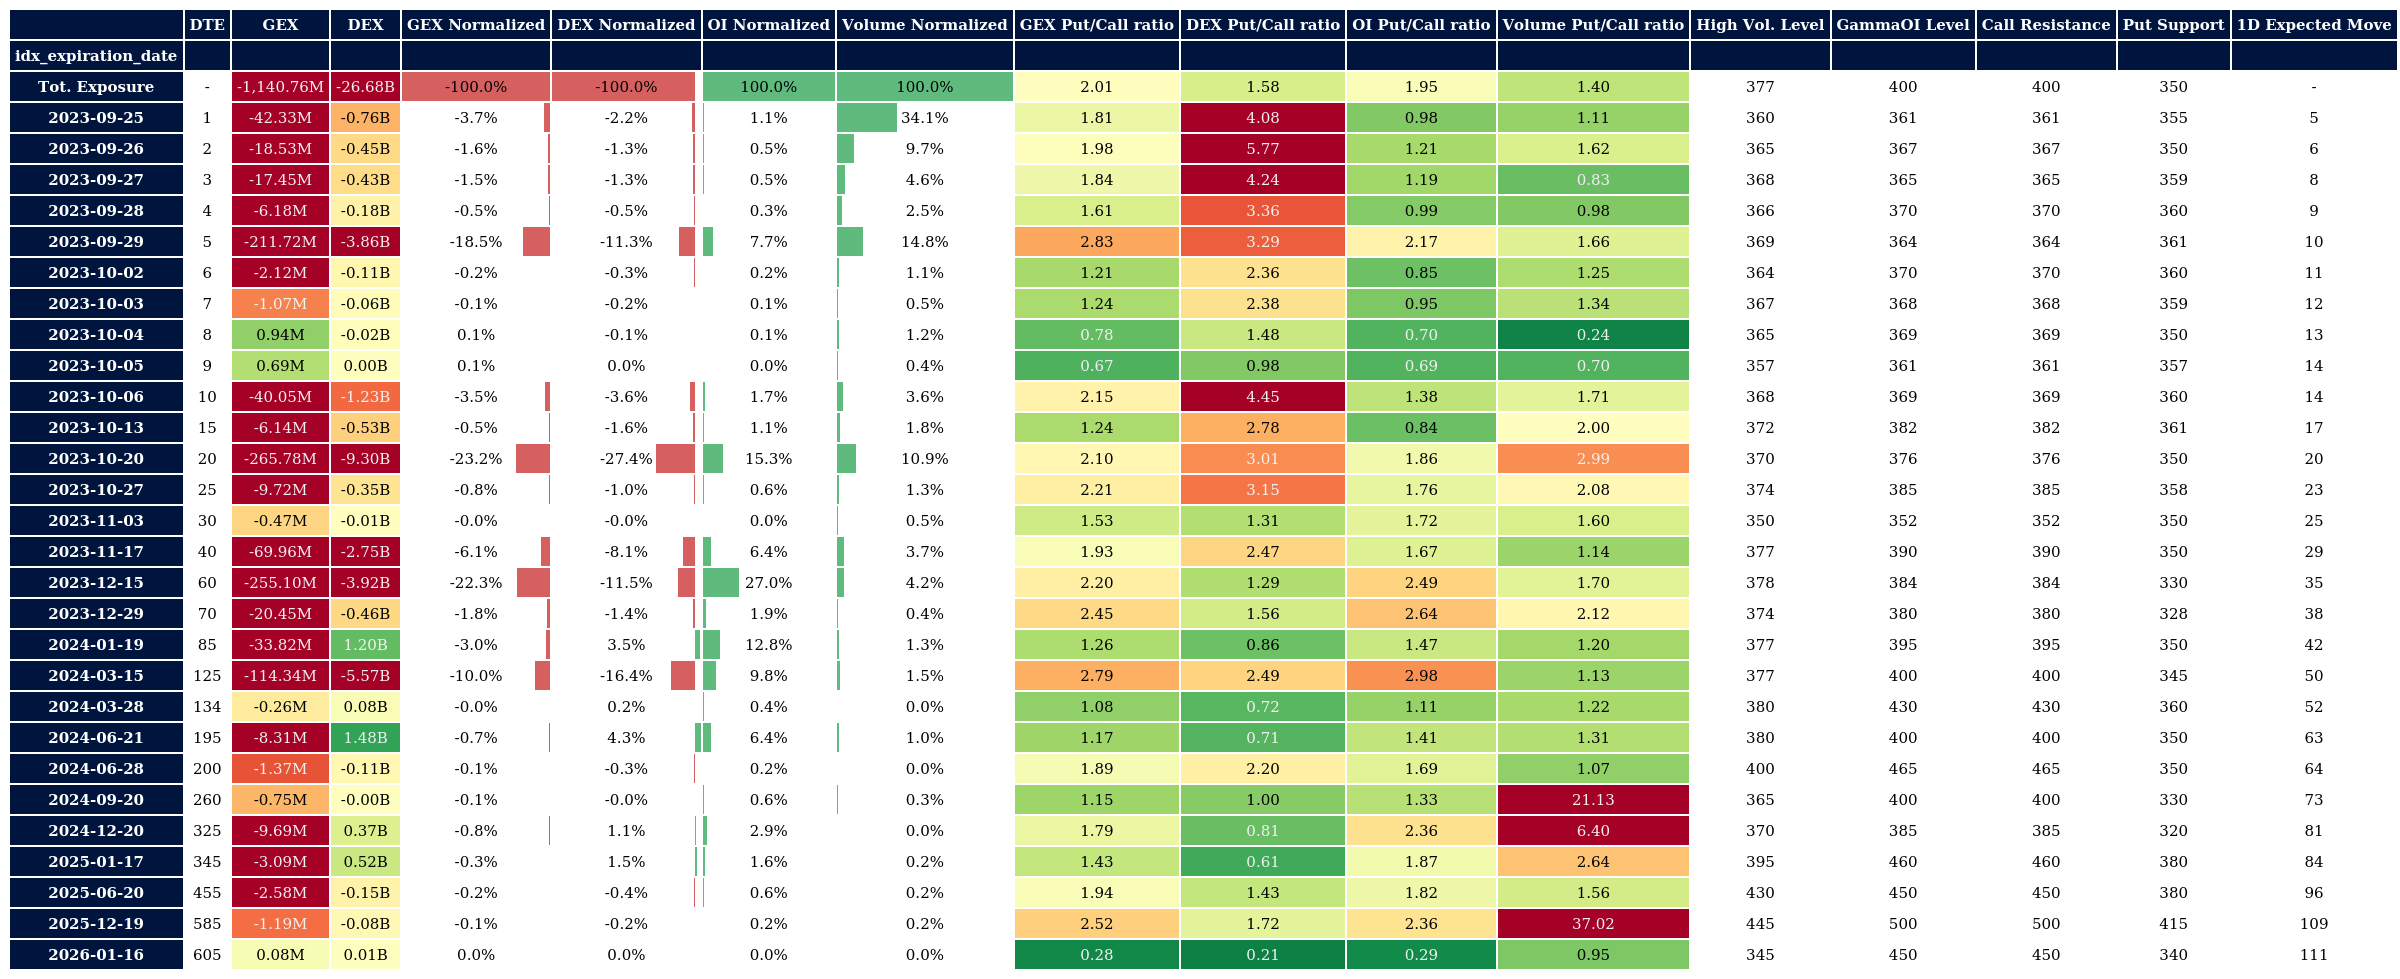 DTE GEX DEX GEX Normalized DEX Normalized OI Normalized Volume Normalized GEX Put/Call ratio DEX Put/Call ratio OI Put/Call ratio Volume Put/Call ratio High Vol. Level GammaOI Level Call Resistance Put Support 1D Expected Move
idx_expiration_date
Tot. Exposure - -1,140.76M -26.68B -100.0% -100.0% 100.0% 100.0% 2.01 1.58 1.95 1.40 377 400 400 350 -
2023-09-25 1 -42.33M -0.76B -3.7% -2.2% 1.1% 34.1% 1.81 4.08 0.98 1.11 360 361 361 355 5
2023-09-26 2 -18.53M -0.45B -1.6% -1.3% 0.5% 9.7% 1.98 5.77 1.21 1.62 365 367 367 350 6
2023-09-27 3 -17.45M -0.43B -1.5% -1.3% 0.5% 4.6% 1.84 4.24 1.19 0.83 368 365 365 359 8
2023-09-28 4 -6.18M -0.18B -0.5% -0.5% 0.3% 2.5% 1.61 3.36 0.99 0.98 366 370 370 360 9
2023-09-29 5 -211.72M -3.86B -18.5% -11.3% 7.7% 14.8% 2.83 3.29 2.17 1.66 369 364 364 361 10
2023-10-02 6 -2.12M -0.11B -0.2% -0.3% 0.2% 1.1% 1.21 2.36 0.85 1.25 364 370 370 360 11
2023-10-03 7 -1.07M -0.06B -0.1% -0.2% 0.1% 0.5% 1.24 2.38 0.95 1.34 367 368 368 359 12
2023-10-04 8 0.94M -0.02B 0.1% -0.1% 0.1% 1.2% 0.78 1.48 0.70 0.24 365 369 369 350 13
2023-10-05 9 0.69M 0.00B 0.1% 0.0% 0.0% 0.4% 0.67 0.98 0.69 0.70 357 361 361 357 14
2023-10-06 10 -40.05M -1.23B -3.5% -3.6% 1.7% 3.6% 2.15 4.45 1.38 1.71 368 369 369 360 14
2023-10-13 15 -6.14M -0.53B -0.5% -1.6% 1.1% 1.8% 1.24 2.78 0.84 2.00 372 382 382 361 17
2023-10-20 20 -265.78M -9.30B -23.2% -27.4% 15.3% 10.9% 2.10 3.01 1.86 2.99 370 376 376 350 20
2023-10-27 25 -9.72M -0.35B -0.8% -1.0% 0.6% 1.3% 2.21 3.15 1.76 2.08 374 385 385 358 23
2023-11-03 30 -0.47M -0.01B -0.0% -0.0% 0.0% 0.5% 1.53 1.31 1.72 1.60 350 352 352 350 25
2023-11-17 40 -69.96M -2.75B -6.1% -8.1% 6.4% 3.7% 1.93 2.47 1.67 1.14 377 390 390 350 29
2023-12-15 60 -255.10M -3.92B -22.3% -11.5% 27.0% 4.2% 2.20 1.29 2.49 1.70 378 384 384 330 35
2023-12-29 70 -20.45M -0.46B -1.8% -1.4% 1.9% 0.4% 2.45 1.56 2.64 2.12 374 380 380 328 38
2024-01-19 85 -33.82M 1.20B -3.0% 3.5% 12.8% 1.3% 1.26 0.86 1.47 1.20 377 395 395 350 42
2024-03-15 125 -114.34M -5.57B -10.0% -16.4% 9.8% 1.5% 2.79 2.49 2.98 1.13 377 400 400 345 50
2024-03-28 134 -0.26M 0.08B -0.0% 0.2% 0.4% 0.0% 1.08 0.72 1.11 1.22 380 430 430 360 52
2024-06-21 195 -8.31M 1.48B -0.7% 4.3% 6.4% 1.0% 1.17 0.71 1.41 1.31 380 400 400 350 63
2024-06-28 200 -1.37M -0.11B -0.1% -0.3% 0.2% 0.0% 1.89 2.20 1.69 1.07 400 465 465 350 64
2024-09-20 260 -0.75M -0.00B -0.1% -0.0% 0.6% 0.3% 1.15 1.00 1.33 21.13 365 400 400 330 73
2024-12-20 325 -9.69M 0.37B -0.8% 1.1% 2.9% 0.0% 1.79 0.81 2.36 6.40 370 385 385 320 81
2025-01-17 345 -3.09M 0.52B -0.3% 1.5% 1.6% 0.2% 1.43 0.61 1.87 2.64 395 460 460 380 84
2025-06-20 455 -2.58M -0.15B -0.2% -0.4% 0.6% 0.2% 1.94 1.43 1.82 1.56 430 450 450 380 96
2025-12-19 585 -1.19M -0.08B -0.1% -0.2% 0.2% 0.2% 2.52 1.72 2.36 37.02 445 500 500 415 109
2026-01-16 605 0.08M 0.01B 0.0% 0.0% 0.0% 0.0% 0.28 0.21 0.29 0.95 345 450 450 340 111